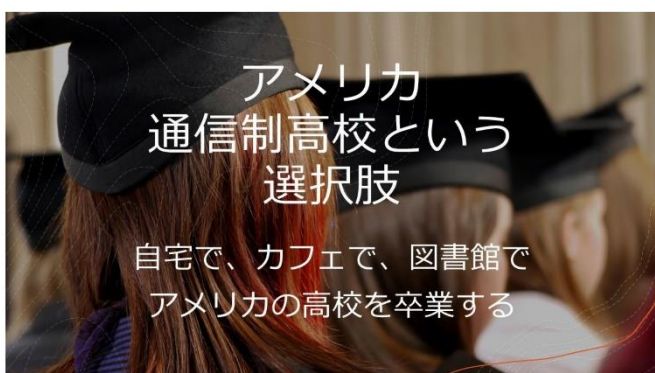 アメリカ
通信制高校という
選択肢
自宅で、カフェで、図書館で
アメリカの高校を卒業する